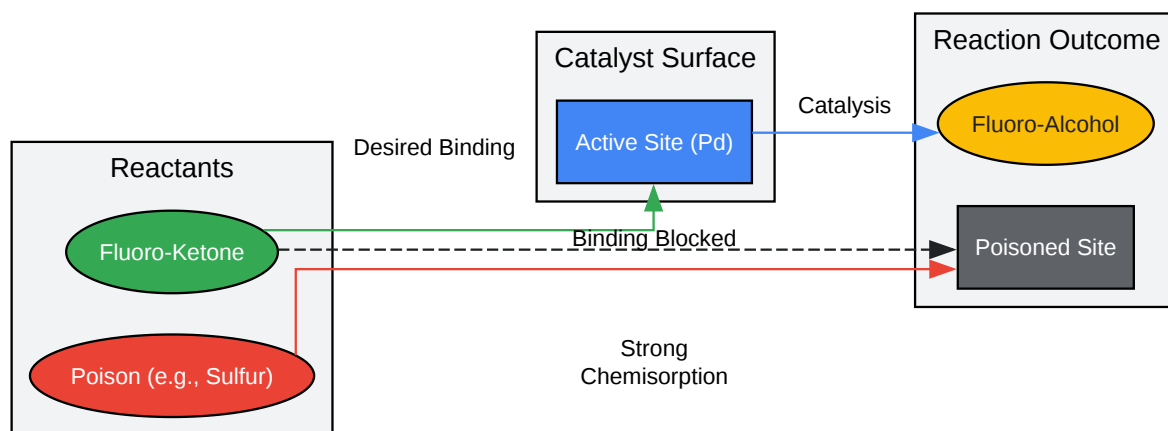 Reaction Outcome
Catalyst Surface
Catalysis
Fluoro-Alcohol
Active Site (Pd)
Desired Binding
Reactants
Fluoro-Ketone
Binding Blocked
Poisoned Site
Strong
Chemisorption
Poison (e.g., Sulfur)